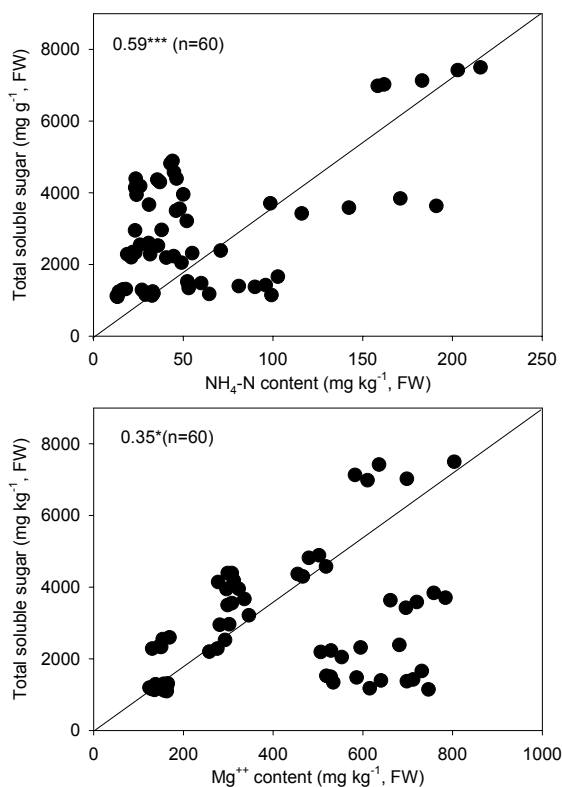 0.59*** (n=60)
Total soluble sugar (mg g⁻¹, FW)
8000
6000
4000
2000
0
0 50 100 150 200 250
NH₄-N content (mg kg⁻¹, FW)
0.35*(n=60)
Total soluble sugar (mg kg⁻¹, FW)
8000
6000
4000
2000
0
0 200 400 600 800 1000
Mg⁺⁺ content (mg kg⁻¹, FW)